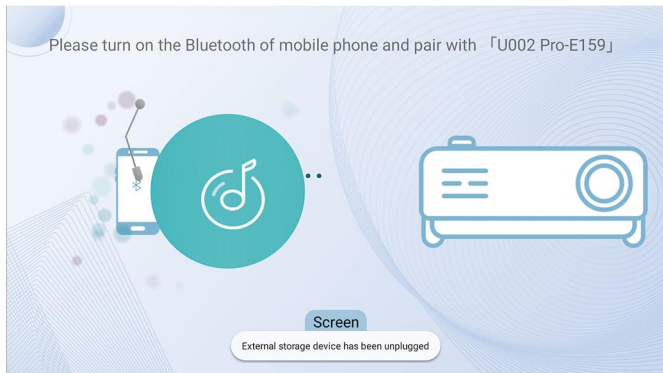 Please turn on the Bluetooth of mobile phone and pair with 「U002 Pro-E159」
Screen
External storage device has been unplugged